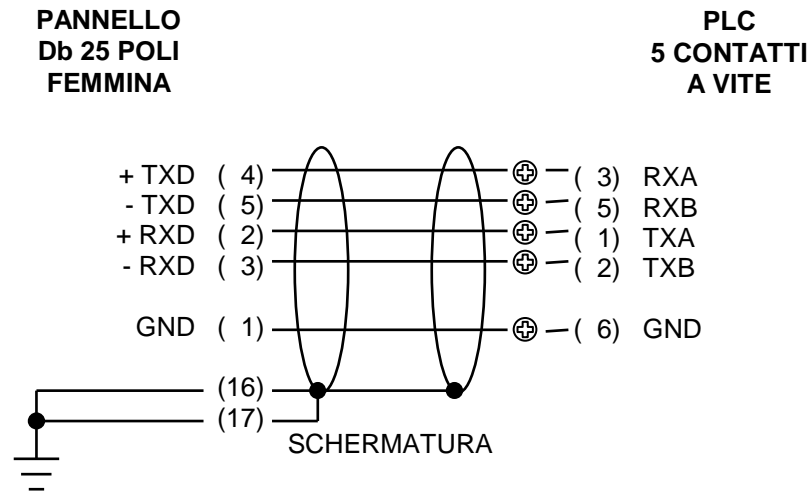 PANNELLO
Db 25 POLI
FEMMINA
PLC
5 CONTATTI
A VITE
+ TXD ( 4) ( 3) RXA
- TXD ( 5) ( 5) RXB
+ RXD ( 2) ( 1) TXA
- RXD ( 3) ( 2) TXB
GND ( 1) ( 6) GND
(16)
(17)
SCHERMATURA